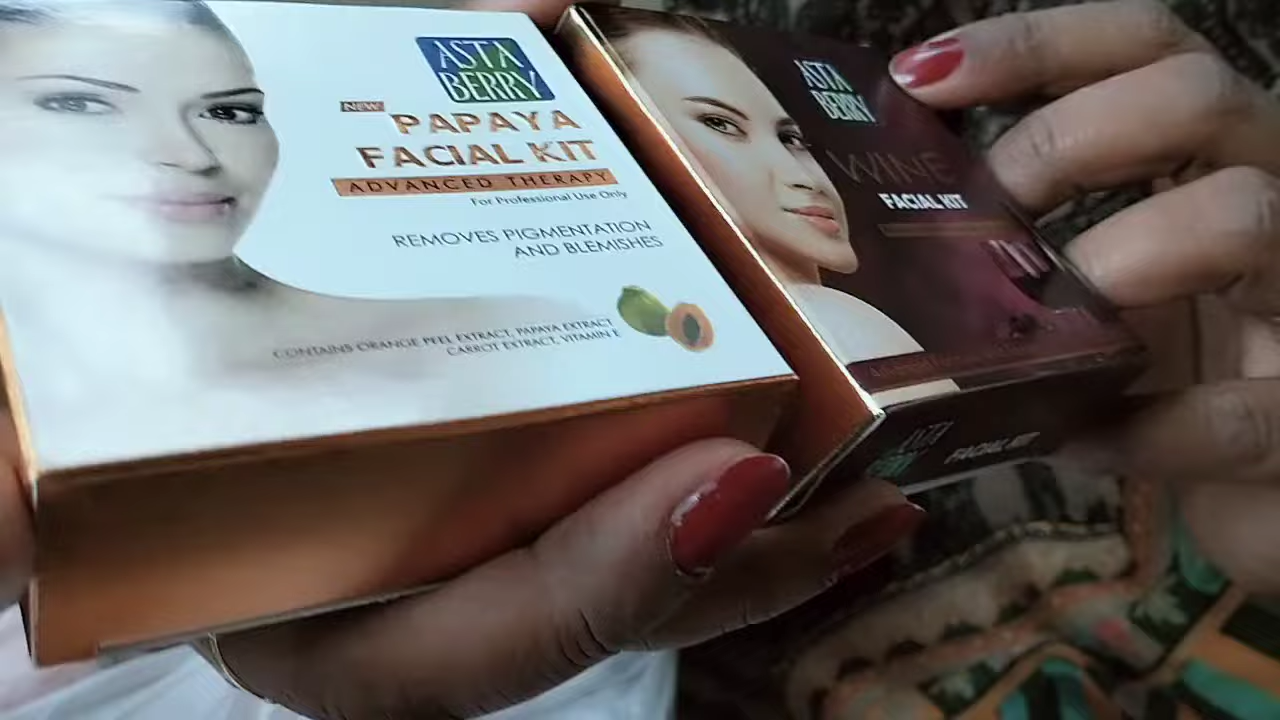 ASTA
BERRY
NEW
PAPAYA
FACIAL KIT
ADVANCED THERAPY
For Professional Use Only
REMOVES PIGMENTATION
AND BLEMISHES
CONTAINS ORANGE PEEL EXTRACT, PAPAYA EXTRACT
CARROT EXTRACT, VITAMIN E
ASTA
BERRY
WINE
FACIAL KIT
FACIAL KIT